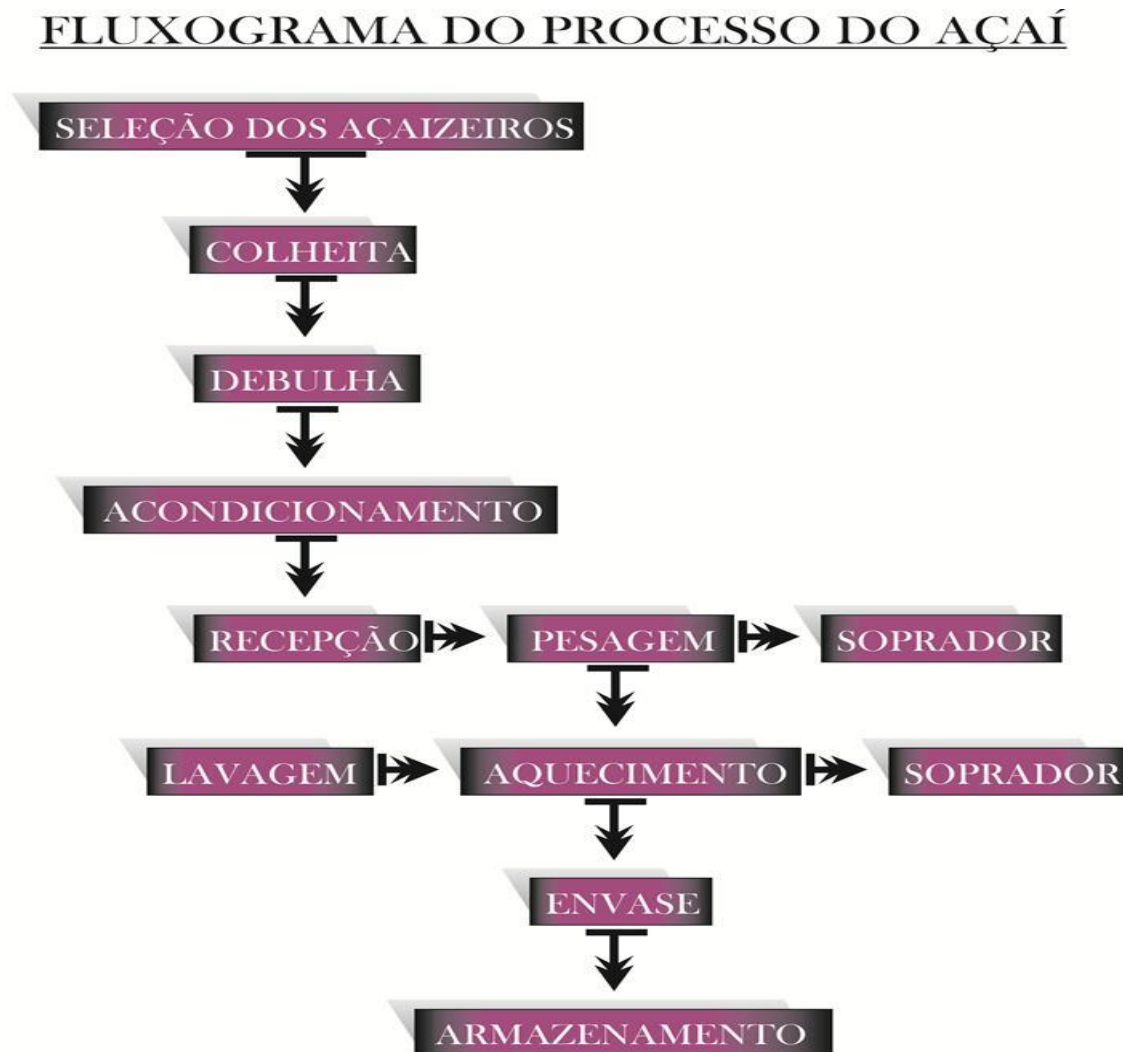 FLUXOGRAMA DO PROCESSO DO AÇAÍ
SELEÇÃO DOS AÇAIZEIROS
COLHEITA
DEBULHA
ACONDICIONAMENTO
RECEPÇÃO PESAGEM SOPRADOR
LAVAGEM AQUECIMENTO SOPRADOR
ENVASE
ARMAZENAMENTO